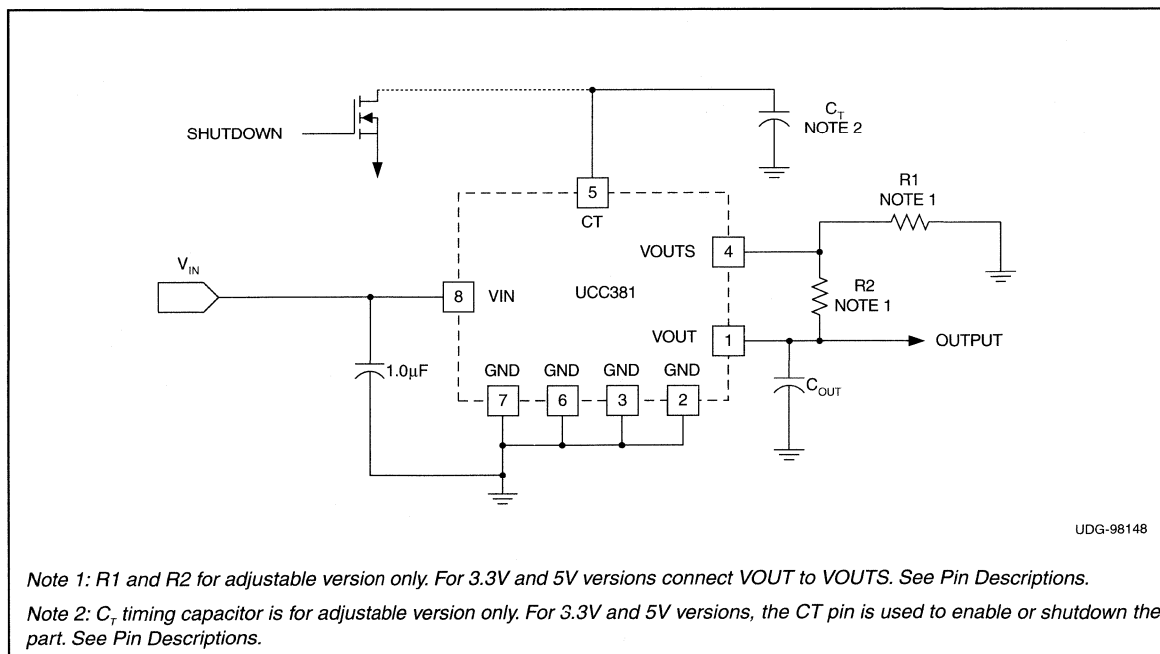 C_T
NOTE 2
SHUTDOWN
5
CT
R1
NOTE 1
VOUTS
4
V_IN
8
VIN
UCC381
R2
NOTE 1
VOUT
1
OUTPUT
1.0μF
GND
GND
GND
GND
7
6
3
2
C_OUT
UDG-98148
Note 1: R1 and R2 for adjustable version only. For 3.3V and 5V versions connect VOUT to VOUTS. See Pin Descriptions.
Note 2: C_T timing capacitor is for adjustable version only. For 3.3V and 5V versions, the CT pin is used to enable or shutdown the
part. See Pin Descriptions.